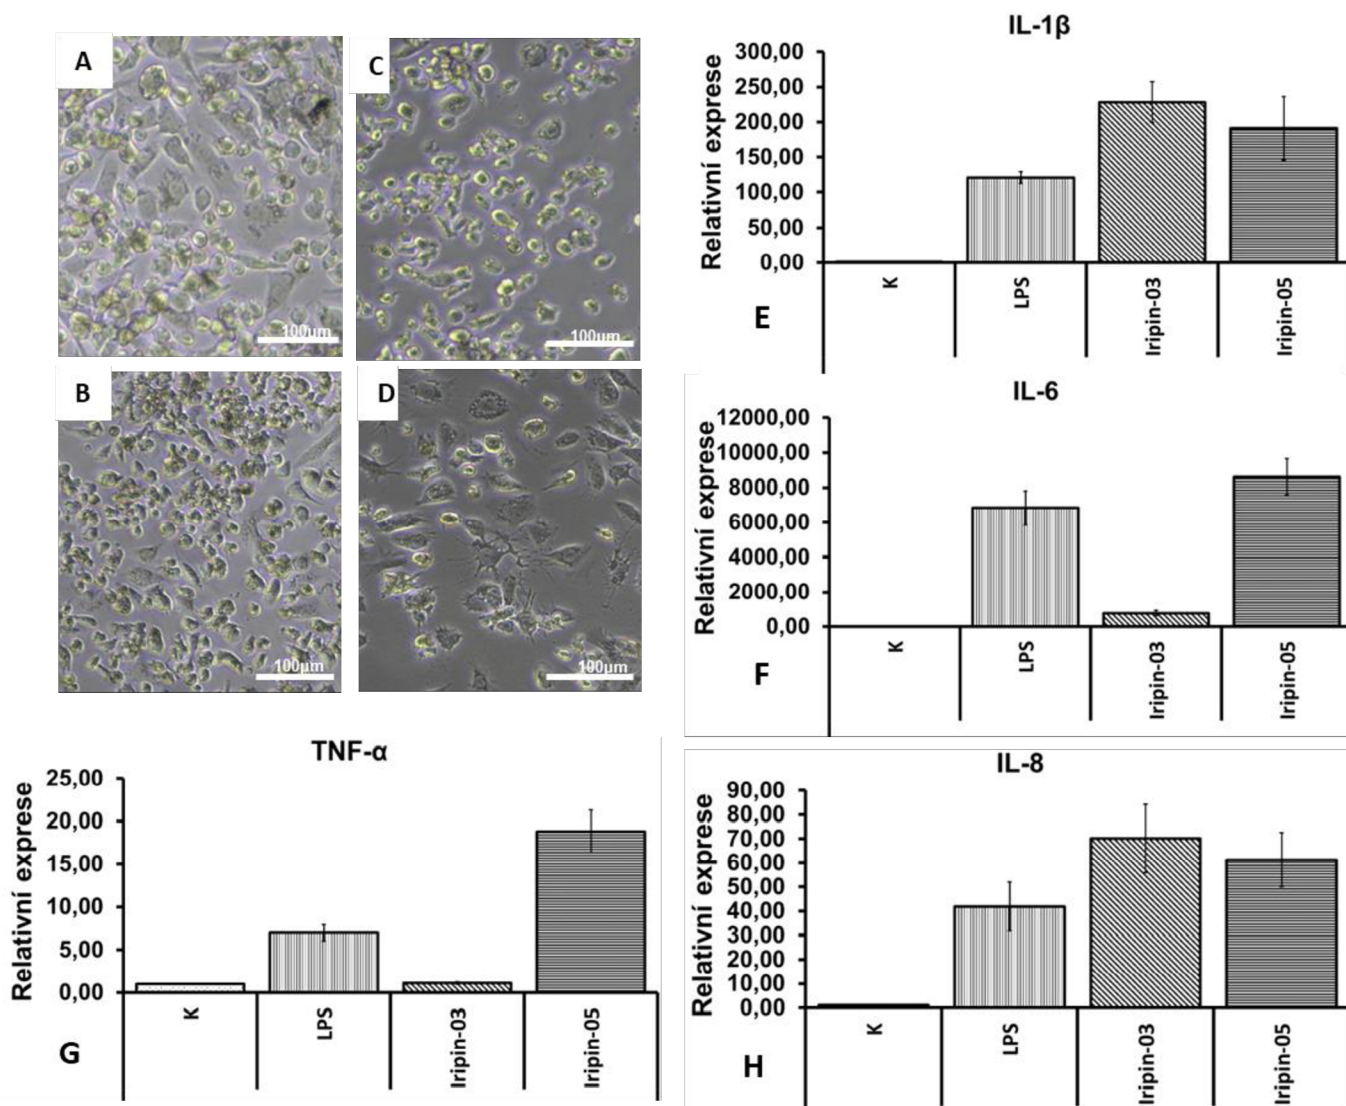 A
100µm
C
100µm
B
100µm
D
100µm
IL-1β
Relativní exprese
300,00
250,00
200,00
150,00
100,00
50,00
0,00
K
LPS
Iripin-03
Iripin-05
E
IL-6
Relativní exprese
12000,00
10000,00
8000,00
6000,00
4000,00
2000,00
0,00
K
LPS
Iripin-03
Iripin-05
F
TNF-α
Relativní exprese
25,00
20,00
15,00
10,00
5,00
0,00
K
LPS
Iripin-03
Iripin-05
G
IL-8
Relativní exprese
90,00
80,00
70,00
60,00
50,00
40,00
30,00
20,00
10,00
0,00
K
LPS
Iripin-03
Iripin-05
H